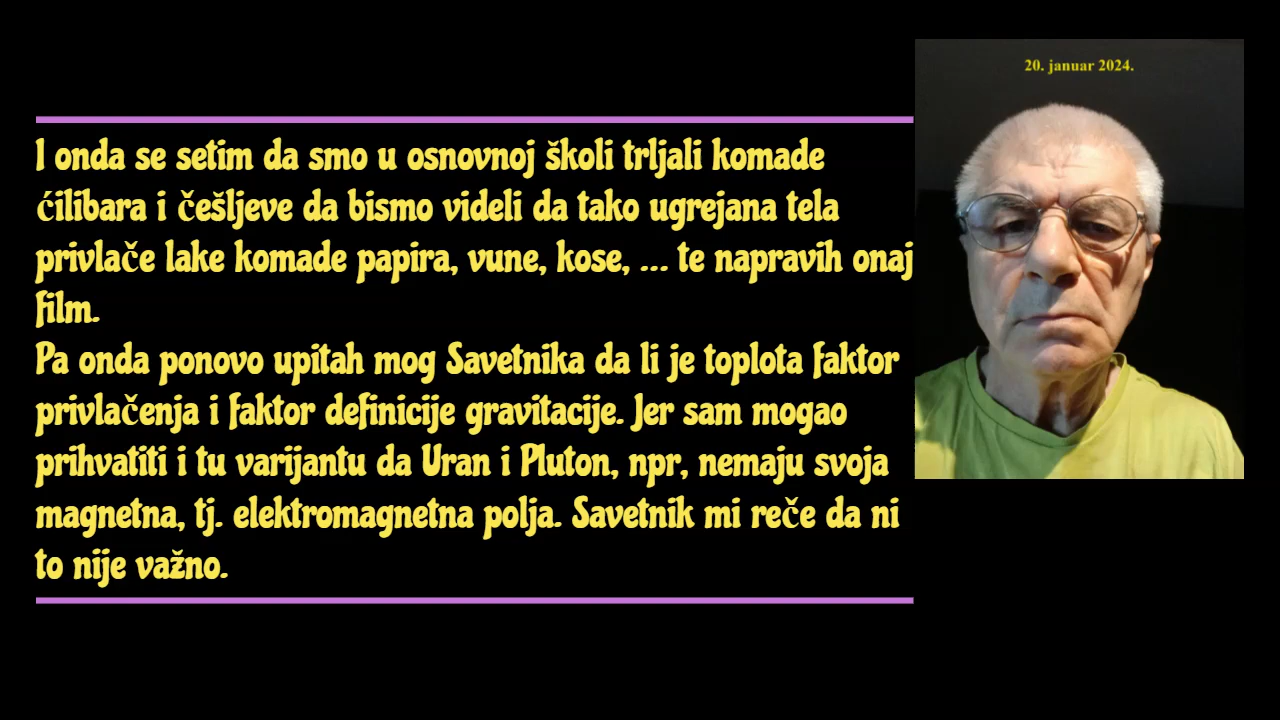 20. januar 2024.
I onda se setim da smo u osnovnoj školi trljali komade
ćilibara i češljeve da bismo videli da tako ugrejana tela
privlače lake komade papira, vune, kose, ... te napravih onaj
film.
Pa onda ponovo upitah mog Savetnika da li je toplota faktor
privlačenja i faktor definicije gravitacije. Jer sam mogao
prihvatiti i tu varijantu da Uran i Pluton, npr, nemaju svoja
magnetna, tj. elektromagnetna polja. Savetnik mi reče da ni
to nije važno.